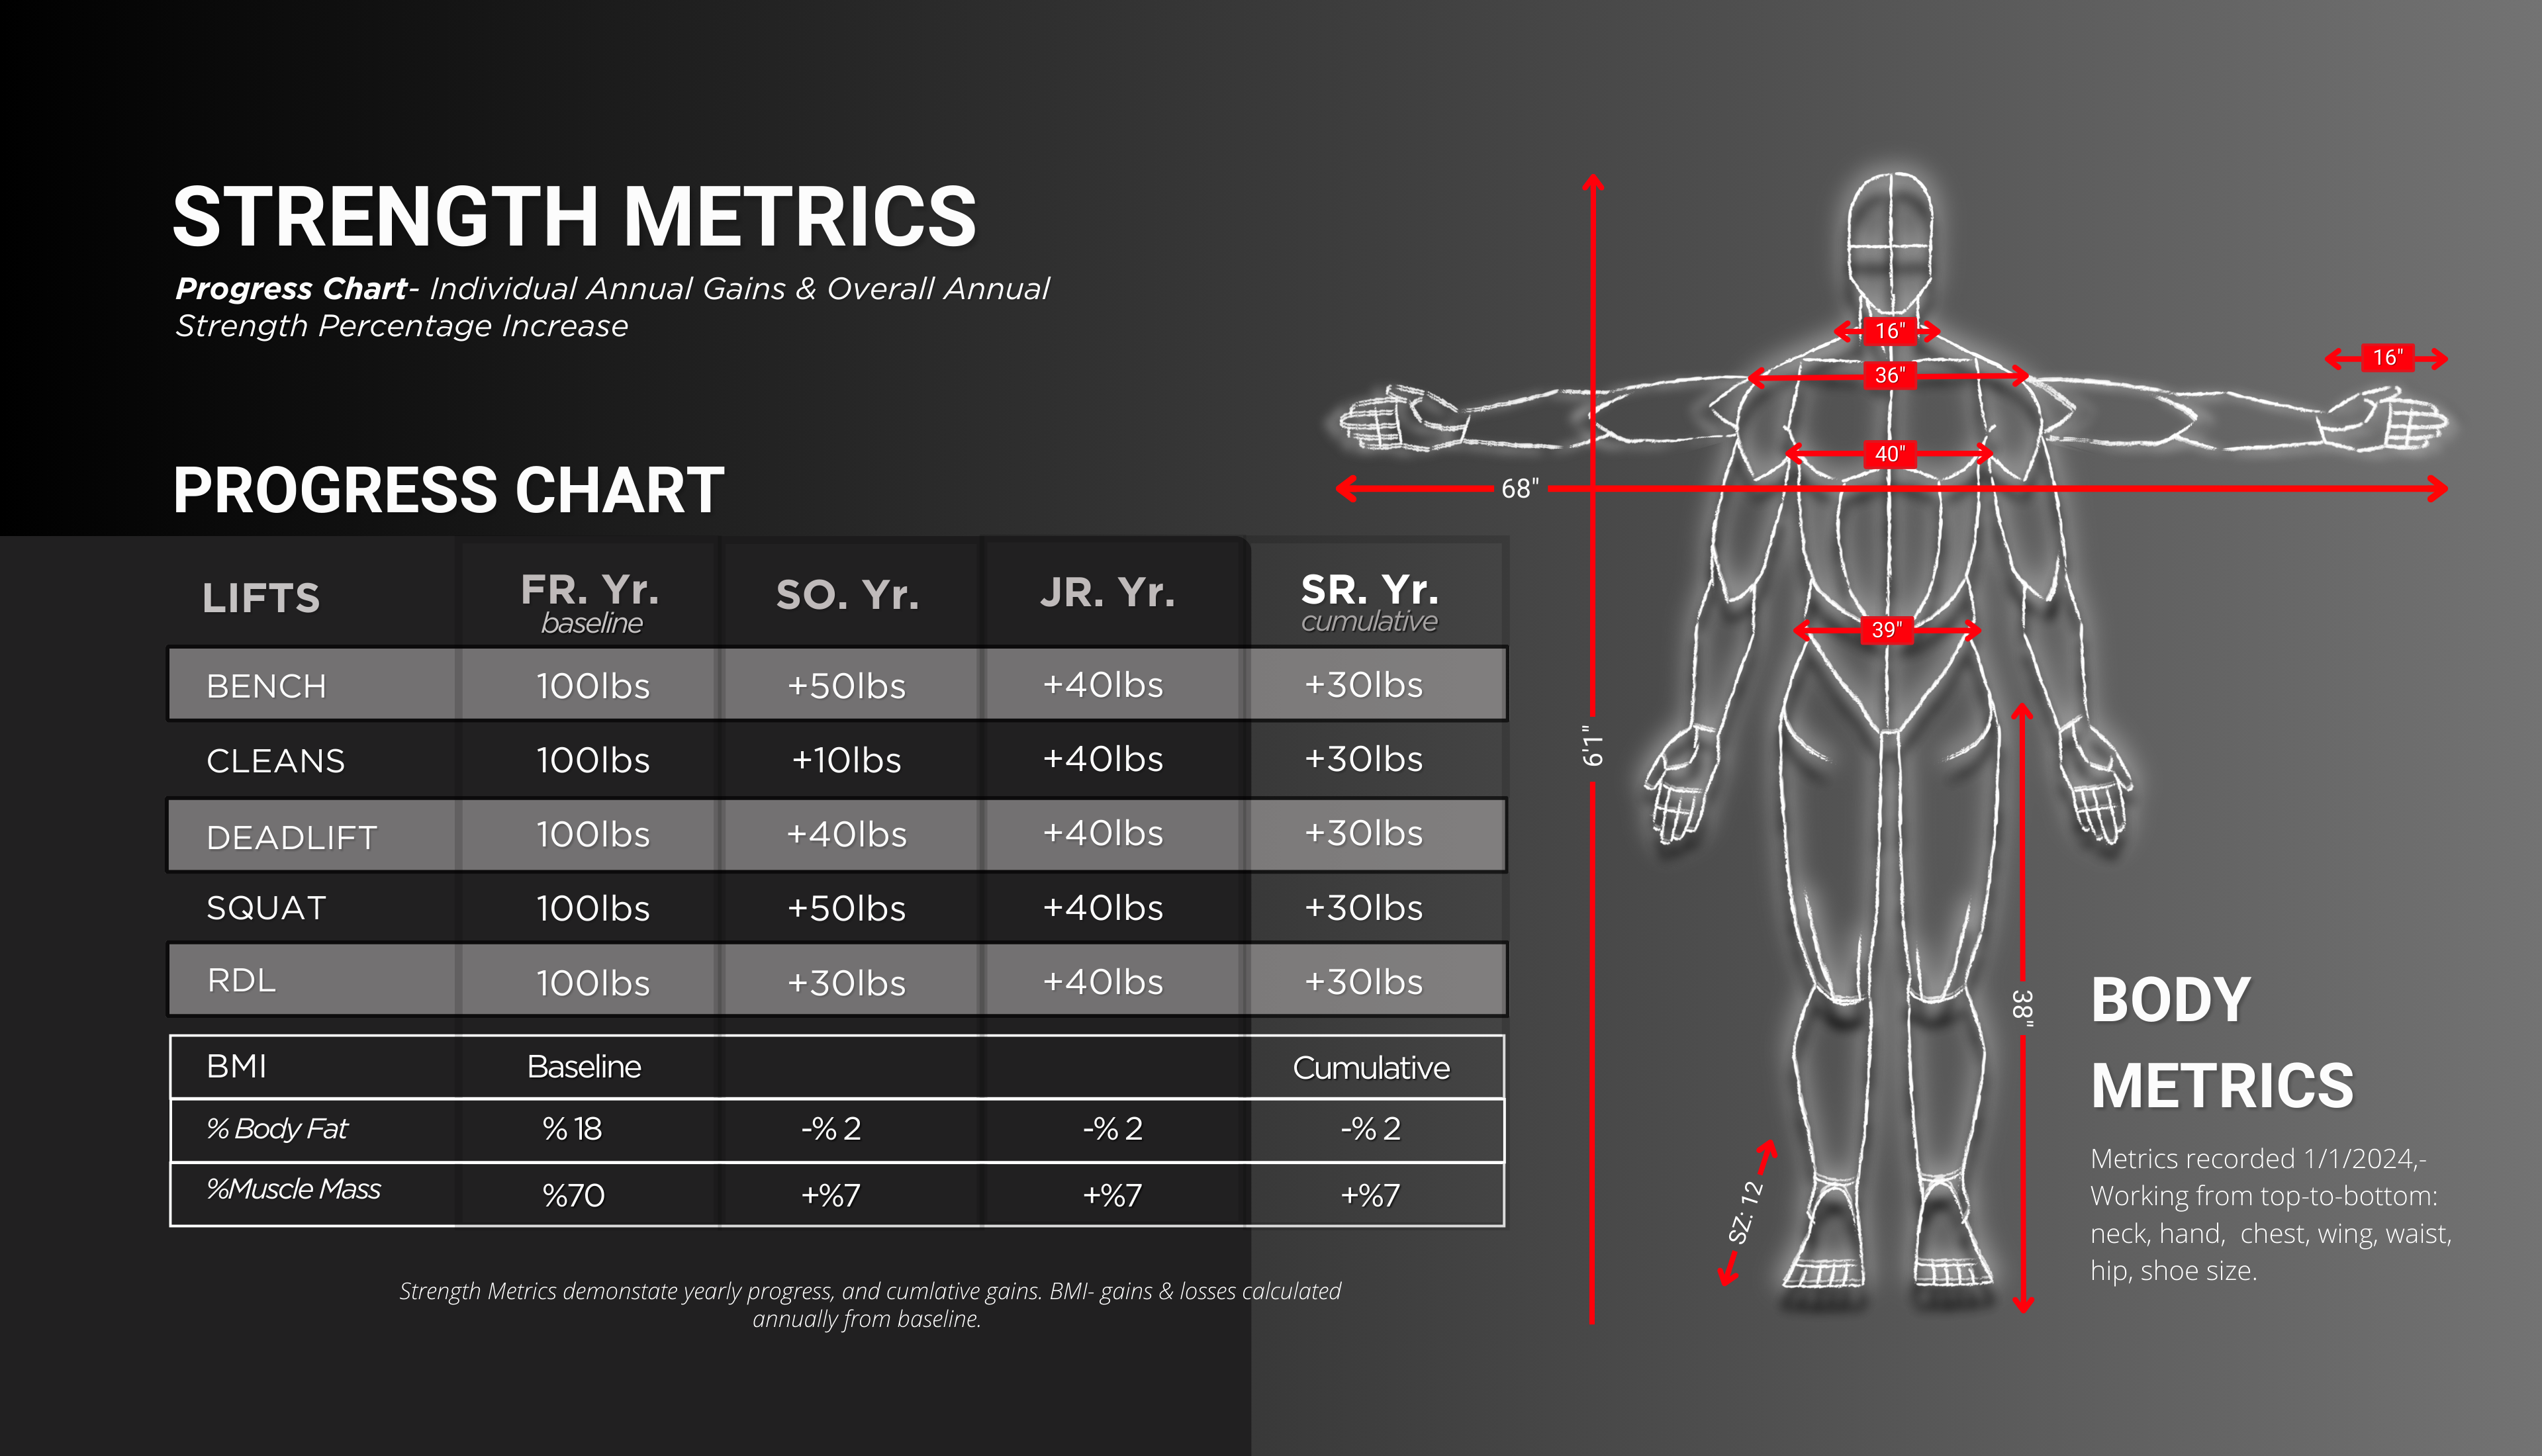 STRENGTH METRICS
Progress Chart- Individual Annual Gains & Overall Annual
Strength Percentage Increase
PROGRESS CHART
LIFTS FR. Yr. SO. Yr. JR. Yr. SR. Yr.
baseline cumulative
BENCH 100lbs +50lbs +40lbs +30lbs
CLEANS 100lbs +10lbs +40lbs +30lbs
DEADLIFT 100lbs +40lbs +40lbs +30lbs
SQUAT 100lbs +50lbs +40lbs +30lbs
RDL 100lbs +30lbs +40lbs +30lbs
BMI Baseline Cumulative
% Body Fat % 18 -% 2 -% 2 -% 2
%Muscle Mass %70 +%7 +%7 +%7
Strength Metrics demonstate yearly progress, and cumlative gains. BMI- gains & losses calculated
annually from baseline.
16"
16"
36"
40"
68"
39"
6'1"
38"
SZ: 12
BODY
METRICS
Metrics recorded 1/1/2024,-
Working from top-to-bottom:
neck, hand, chest, wing, waist,
hip, shoe size.